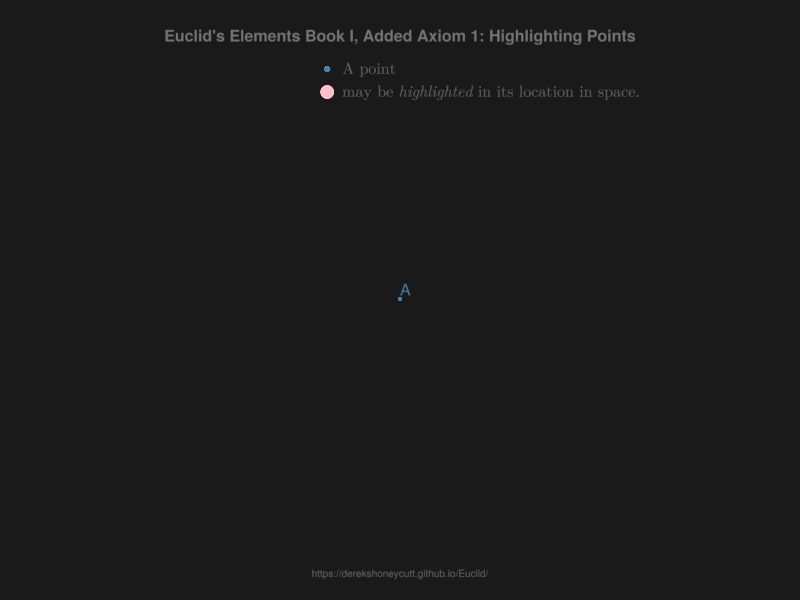 Euclid's Elements Book I, Added Axiom 1: Highlighting Points
A point
may be highlighted in its location in space.
A
https://derekshoneycutt.github.io/Euclid/